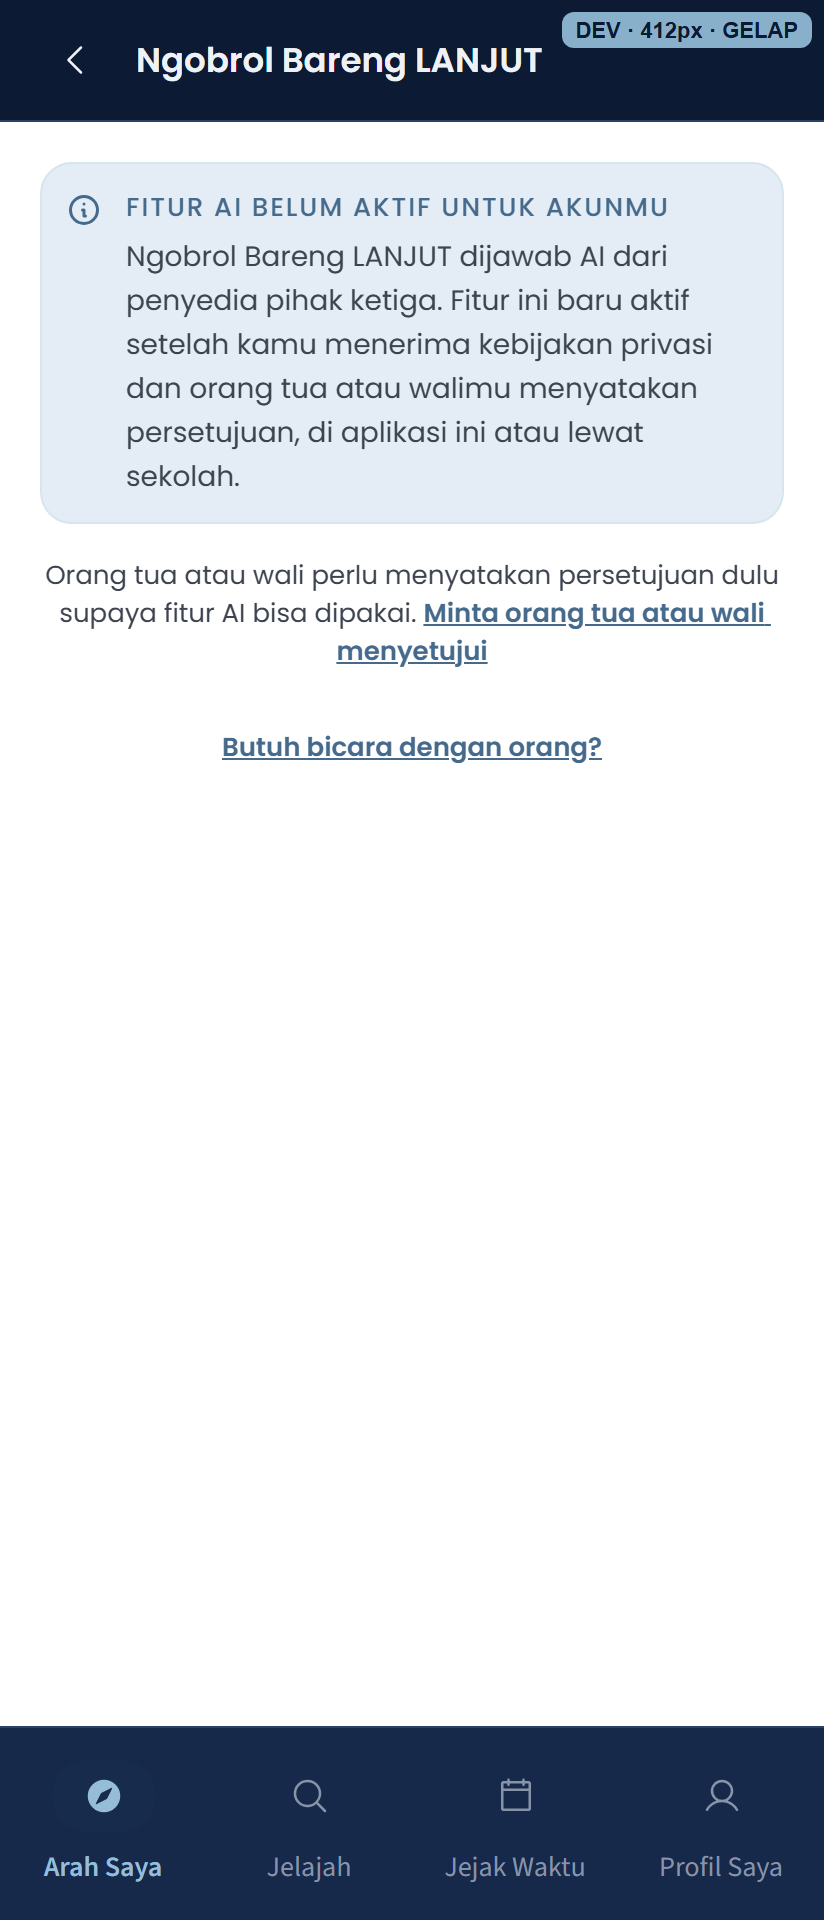 DEV · 412px · GELAP
Ngobrol Bareng LANJUT
FITUR AI BELUM AKTIF UNTUK AKUNMU
Ngobrol Bareng LANJUT dijawab AI dari
penyedia pihak ketiga. Fitur ini baru aktif
setelah kamu menerima kebijakan privasi
dan orang tua atau walimu menyatakan
persetujuan, di aplikasi ini atau lewat
sekolah.
Orang tua atau wali perlu menyatakan persetujuan dulu
supaya fitur AI bisa dipakai. Minta orang tua atau wali
menyetujui
Butuh bicara dengan orang?
Arah Saya
Jelajah
Jejak Waktu
Profil Saya